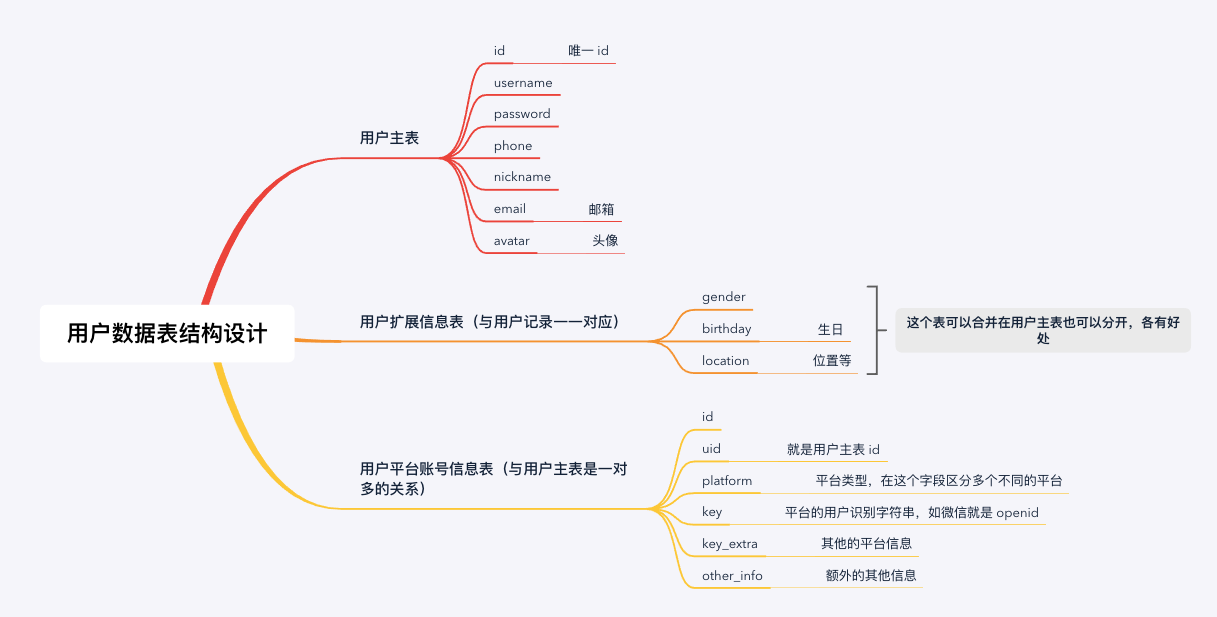 用户数据表结构设计
用户主表
id 唯一 id
username
password
phone
nickname
email 邮箱
avatar 头像
用户扩展信息表（与用户记录一一对应）
gender
birthday 生日
location 位置等
这个表可以合并在用户主表也可以分开，各有好
处
用户平台账号信息表（与用户主表是一对
多的关系）
id
uid 就是用户主表 id
platform 平台类型，在这个字段区分多个不同的平台
key 平台的用户识别字符串，如微信就是 openid
key_extra 其他的平台信息
other_info 额外的其他信息